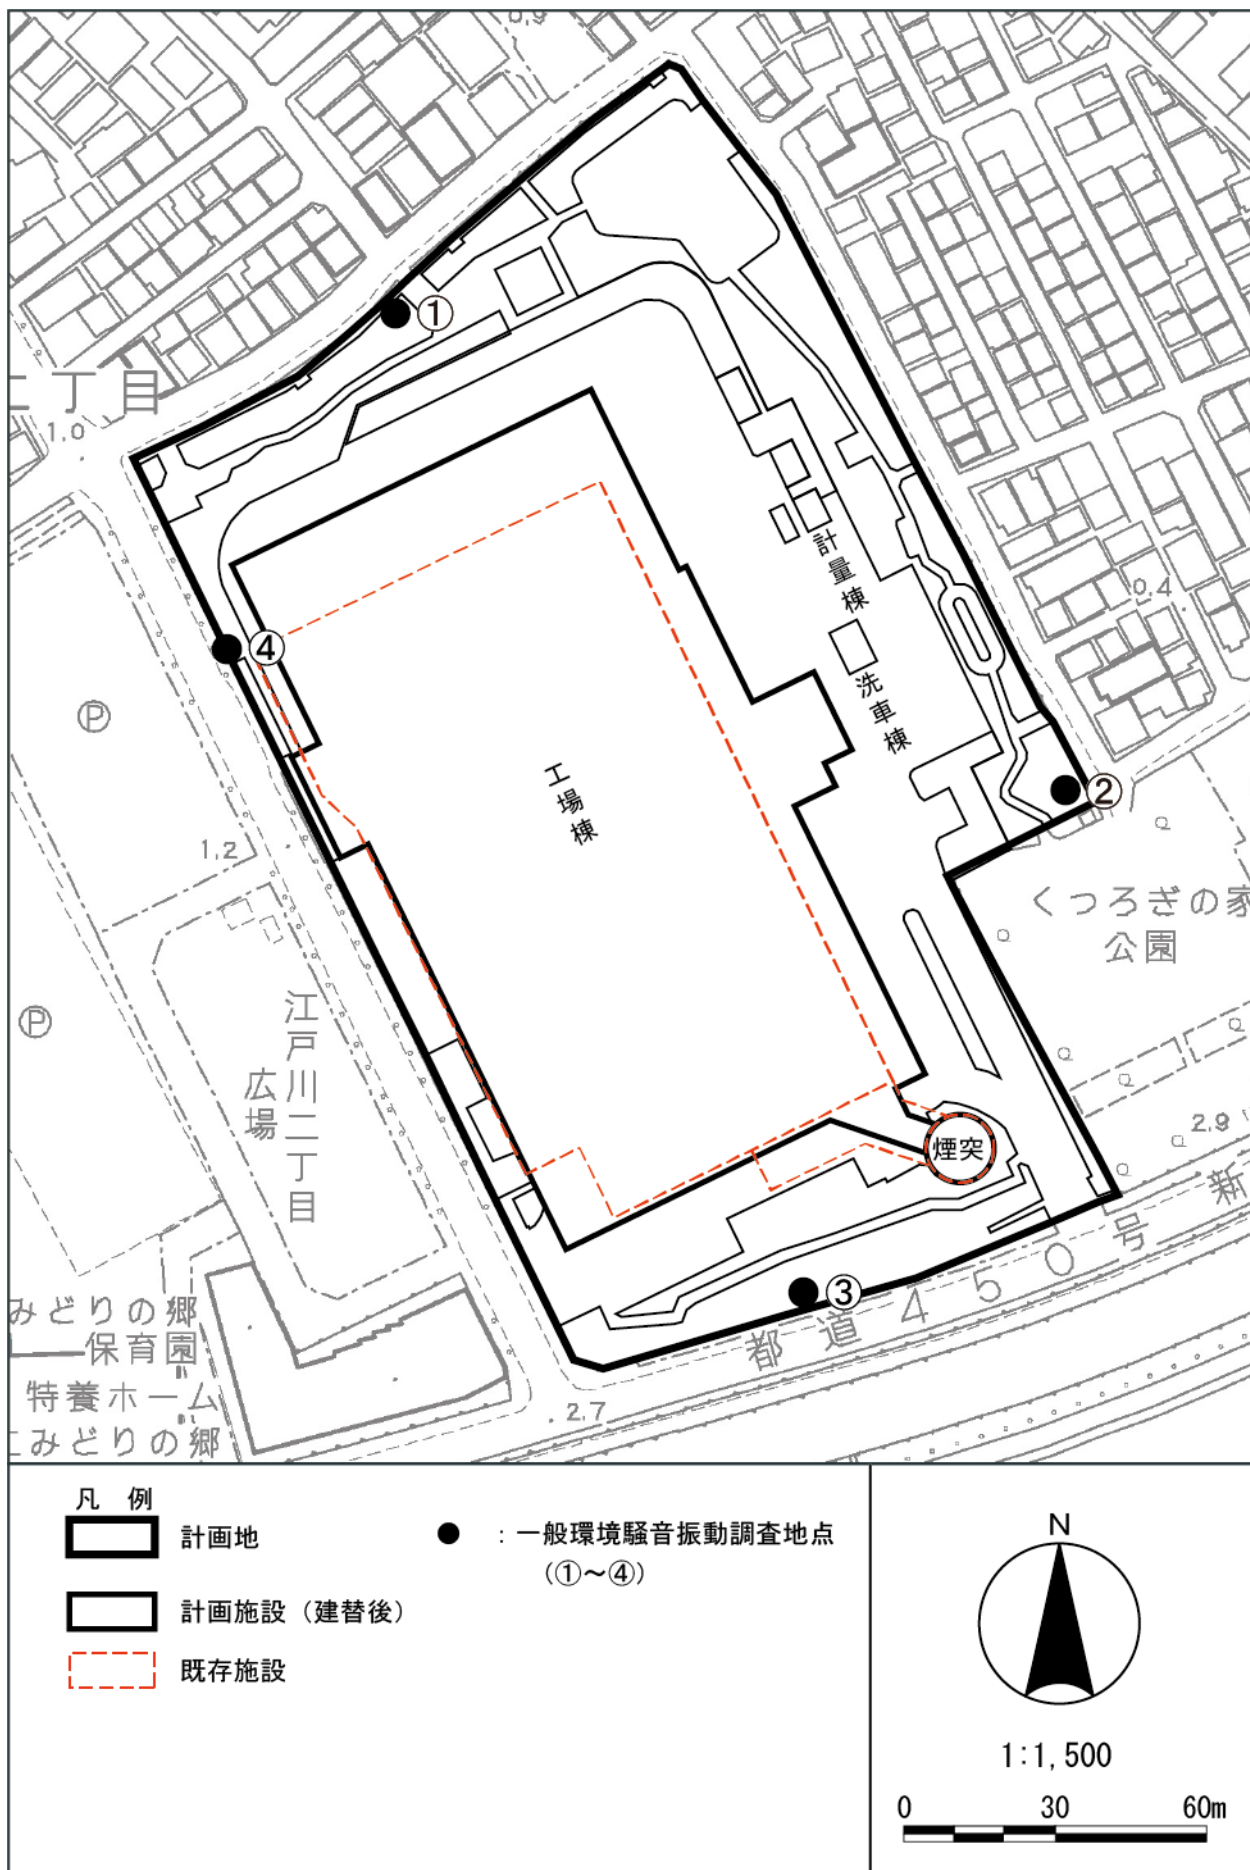 0.9
二丁目
1.0
①
④
計量棟
洗車棟
工場棟
0.4
②
Ⓟ
1.2
くつろぎの家
公園
Ⓟ
江戸川二丁目
広場
煙突
2.9
③
都道450号 新
みどりの郷
保育園
特養ホーム
みどりの郷
2.7
凡 例
計画地
計画施設（建替後）
既存施設
●：一般環境騒音振動調査地点
（①～④）
N
1:1,500
0 30 60m